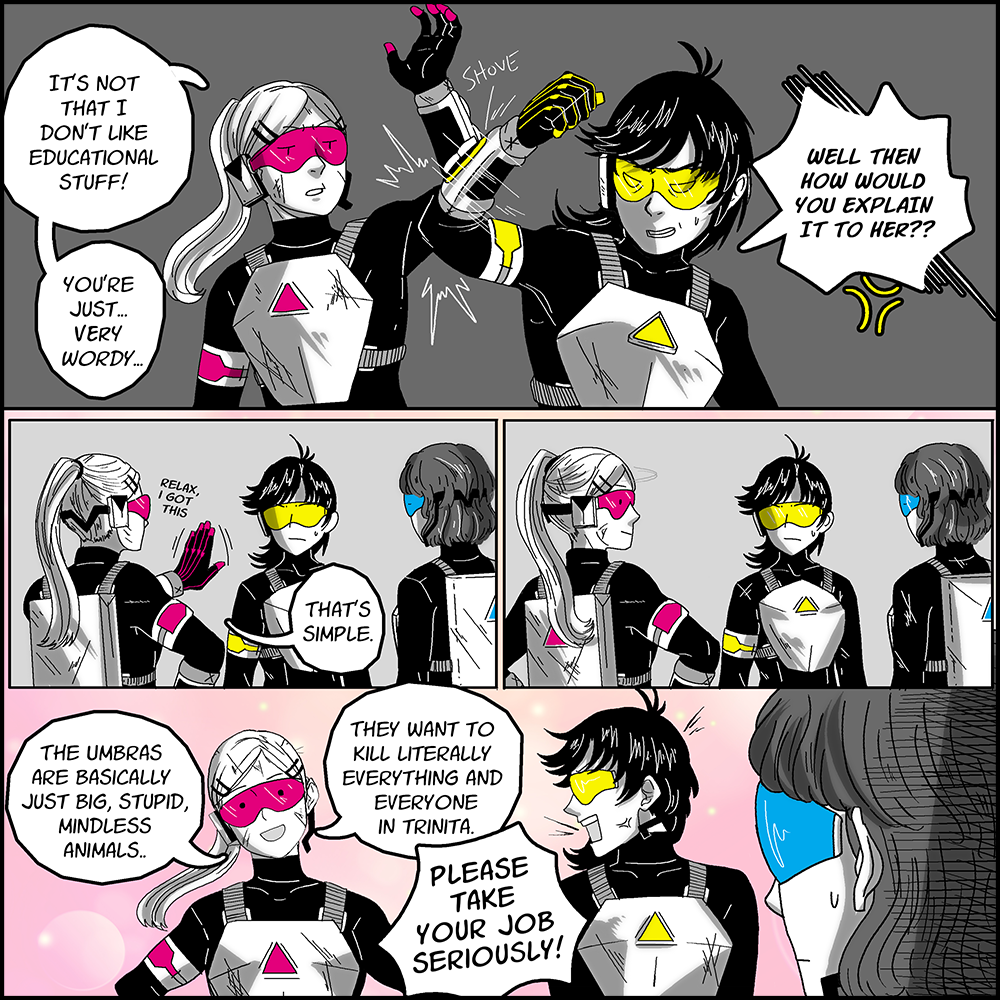 IT'S NOT
THAT I
DON'T LIKE
EDUCATIONAL
STUFF!
YOU'RE
JUST...
VERY
WORDY...
SHOVE
WELL THEN
HOW WOULD
YOU EXPLAIN
IT TO HER??
RELAX,
I GOT
THIS
THAT'S
SIMPLE.
THE UMBRAS
ARE BASICALLY
JUST BIG, STUPID,
MINDLESS
ANIMALS..
THEY WANT TO
KILL LITERALLY
EVERYTHING AND
EVERYONE
IN TRINITA.
PLEASE
TAKE
YOUR JOB
SERIOUSLY!